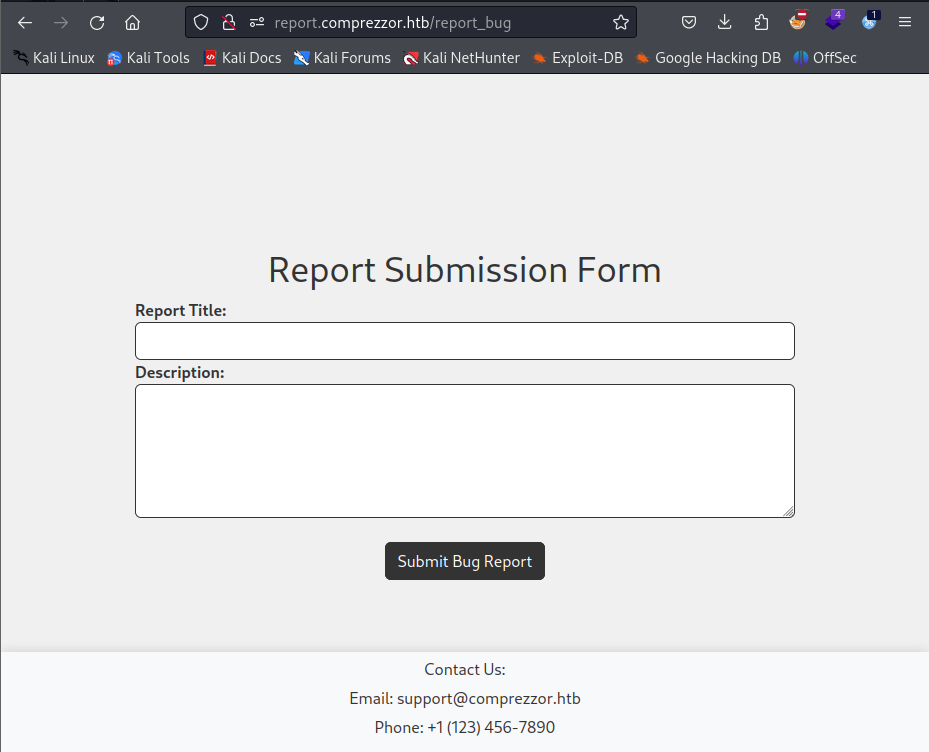 report.comprezzor.htb/report_bug
4
1
Kali Linux Kali Tools Kali Docs Kali Forums Kali NetHunter Exploit-DB Google Hacking DB OffSec
Report Submission Form
Report Title:
Description:
Submit Bug Report
Contact Us:
Email: support@comprezzor.htb
Phone: +1 (123) 456-7890